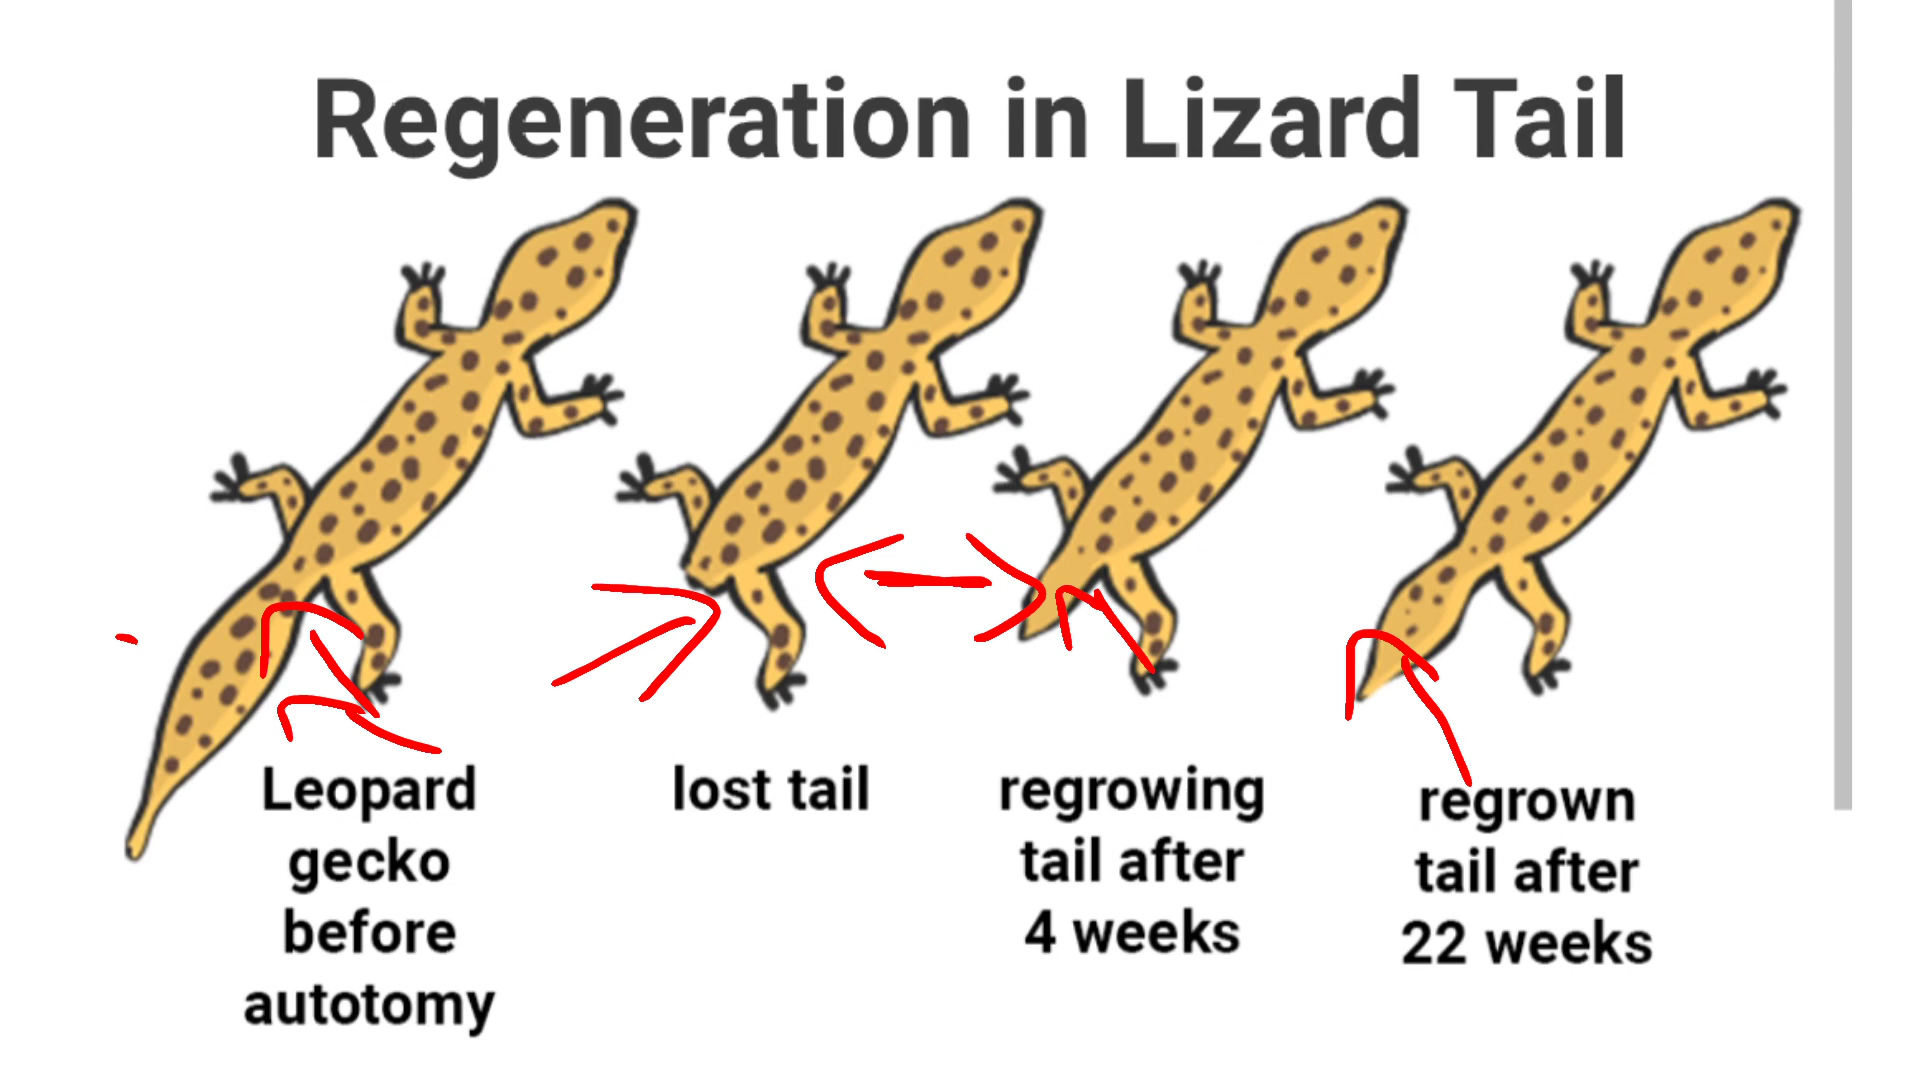 Regeneration in Lizard Tail
Leopard
gecko
before
autotomy
lost tail
regrowing
tail after
4 weeks
regrown
tail after
22 weeks